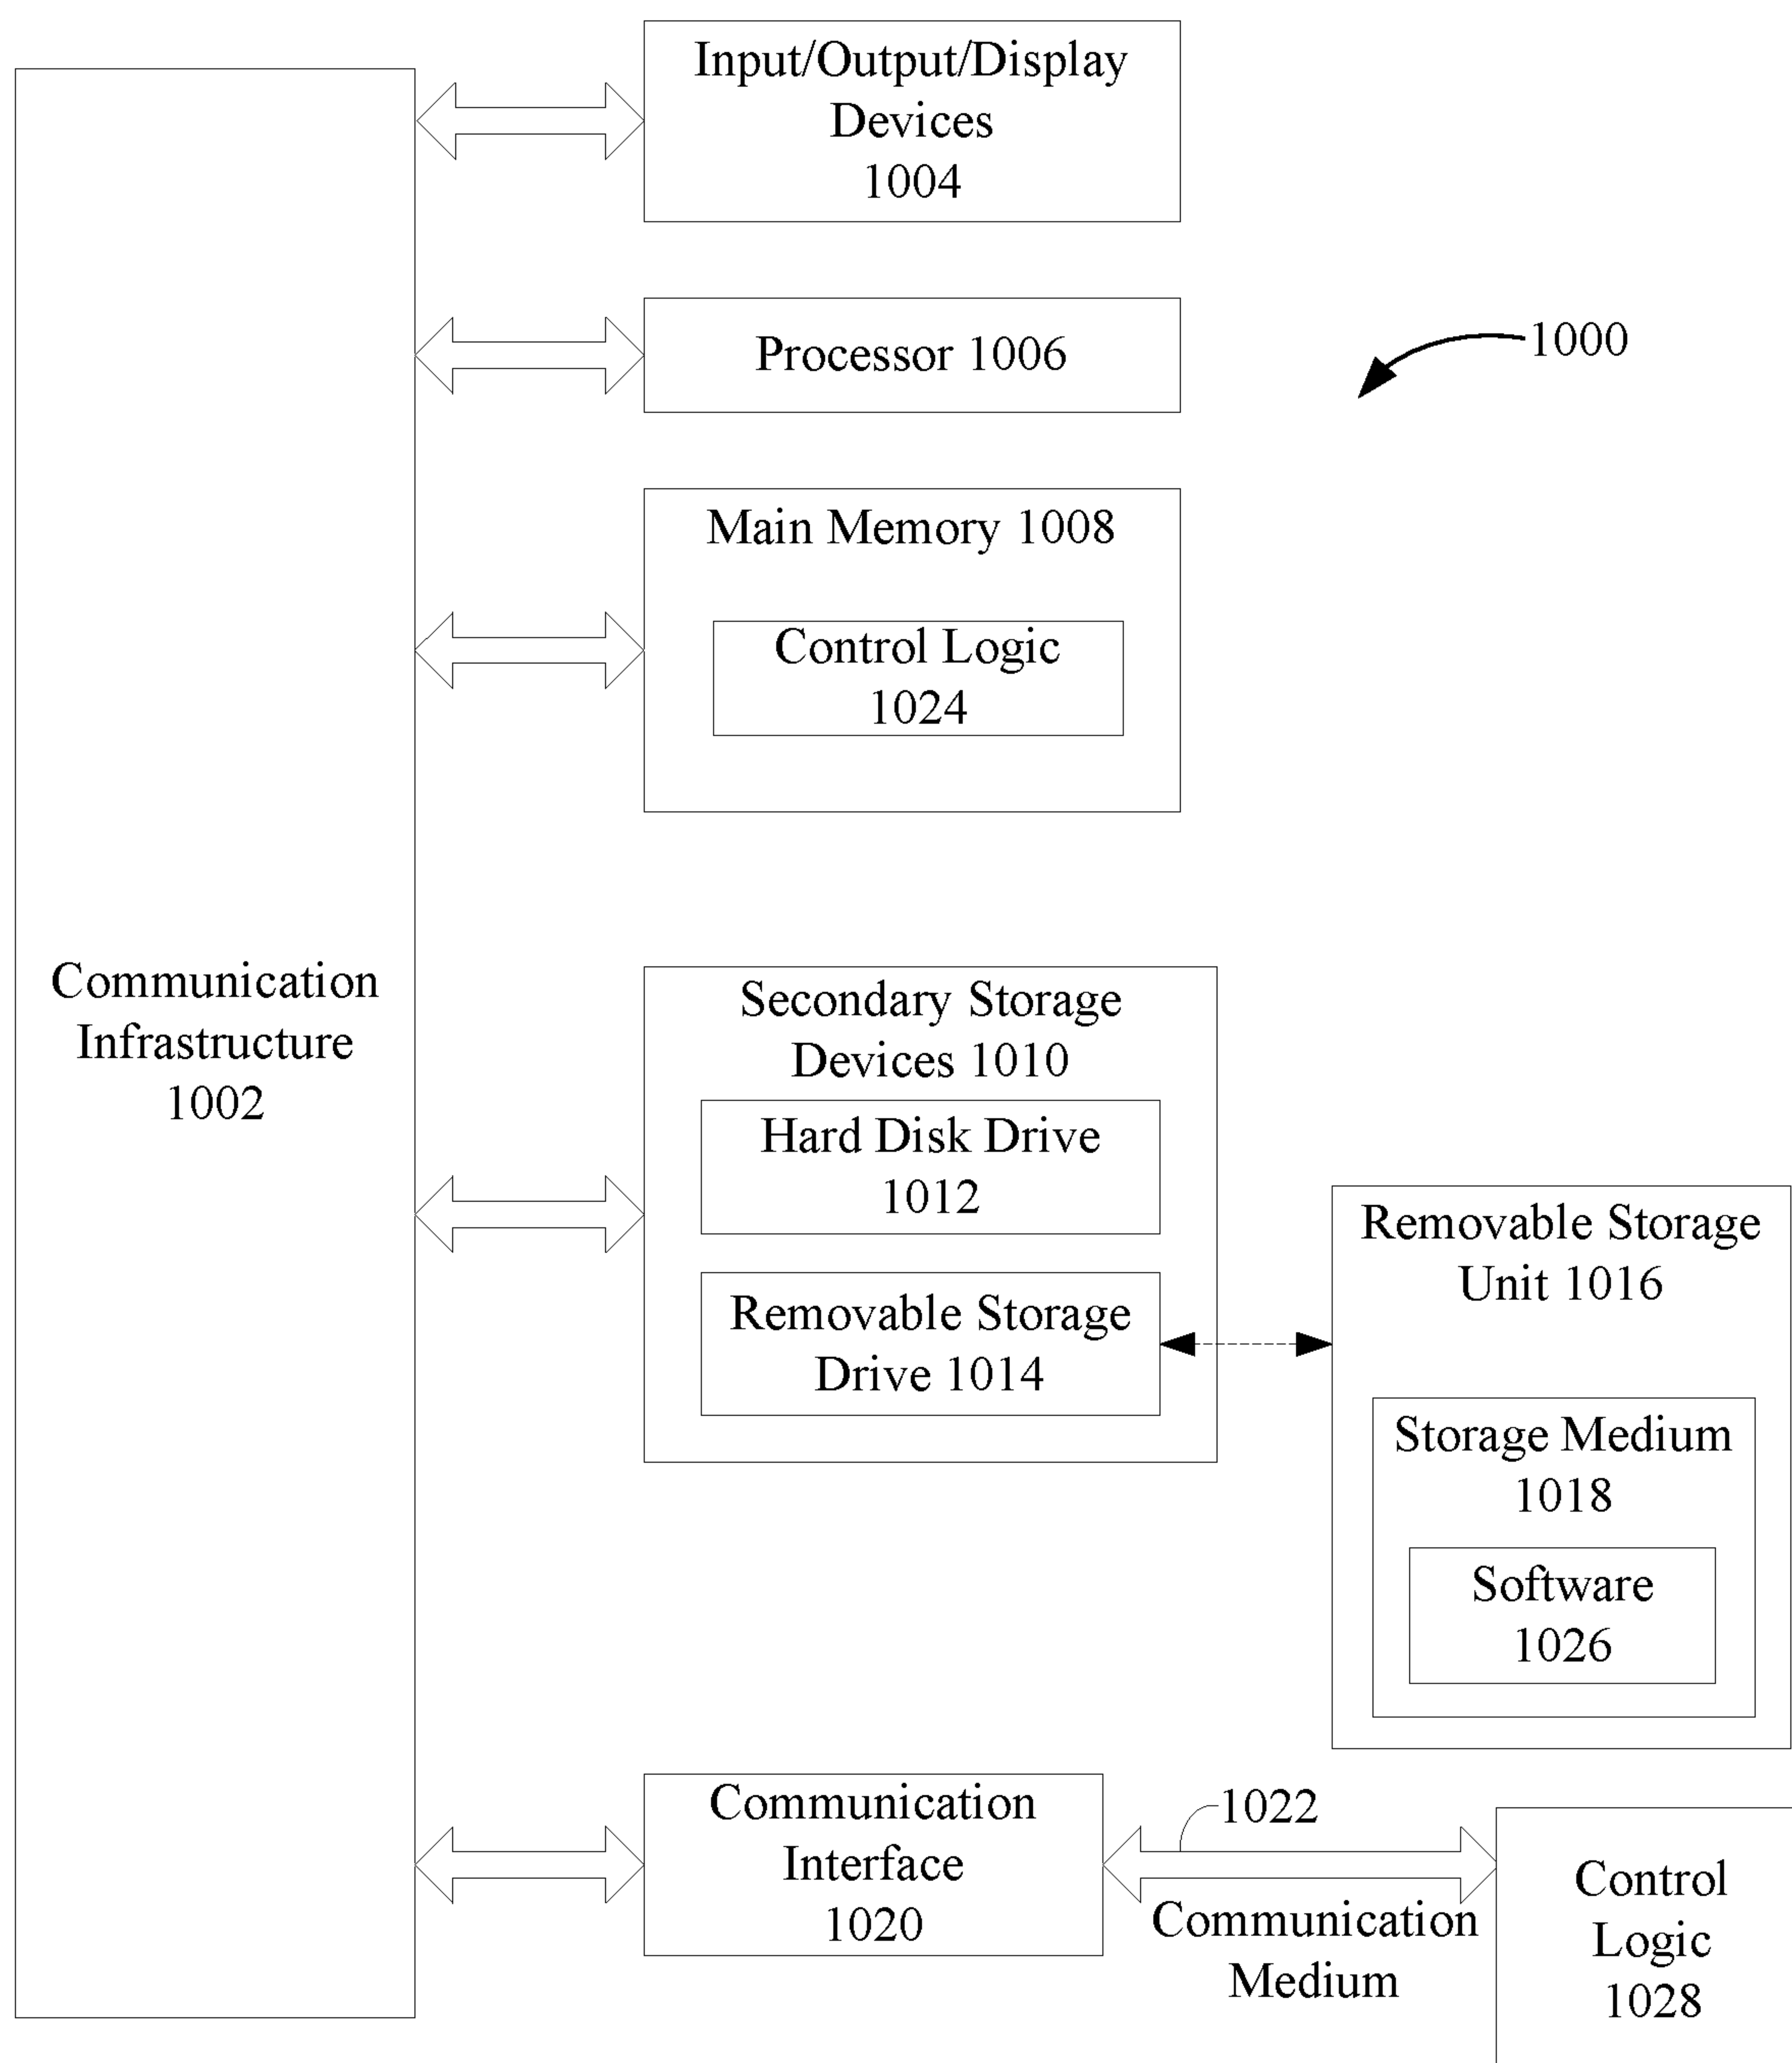 Input/Output/Display
Devices
1004
Processor 1006
1000
Main Memory 1008
Control Logic
1024
Communication
Infrastructure
1002
Secondary Storage
Devices 1010
Hard Disk Drive
1012
Removable Storage
Drive 1014
Removable Storage
Unit 1016
Storage Medium
1018
Software
1026
Communication
Interface
1020
1022
Communication
Medium
Control
Logic
1028